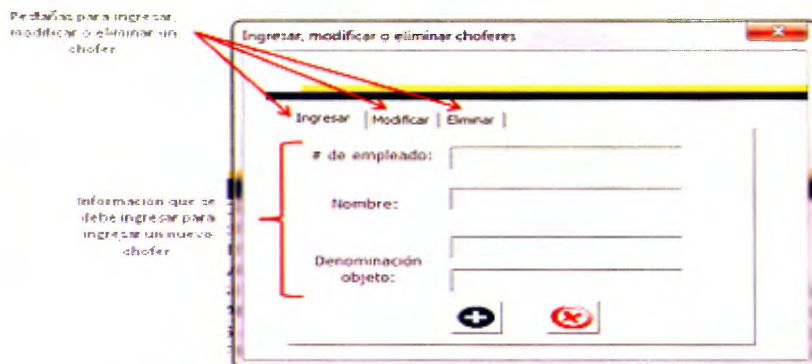 Pestañas para ingresar,
modificar o eliminar un
chofer
Ingresar, modificar o eliminar choferes
Ingresar | Modificar | Eliminar |
# de empleado:
Información que se
debe ingresar para
ingresar un nuevo
chofer
Nombre:
Denominación
objeto: